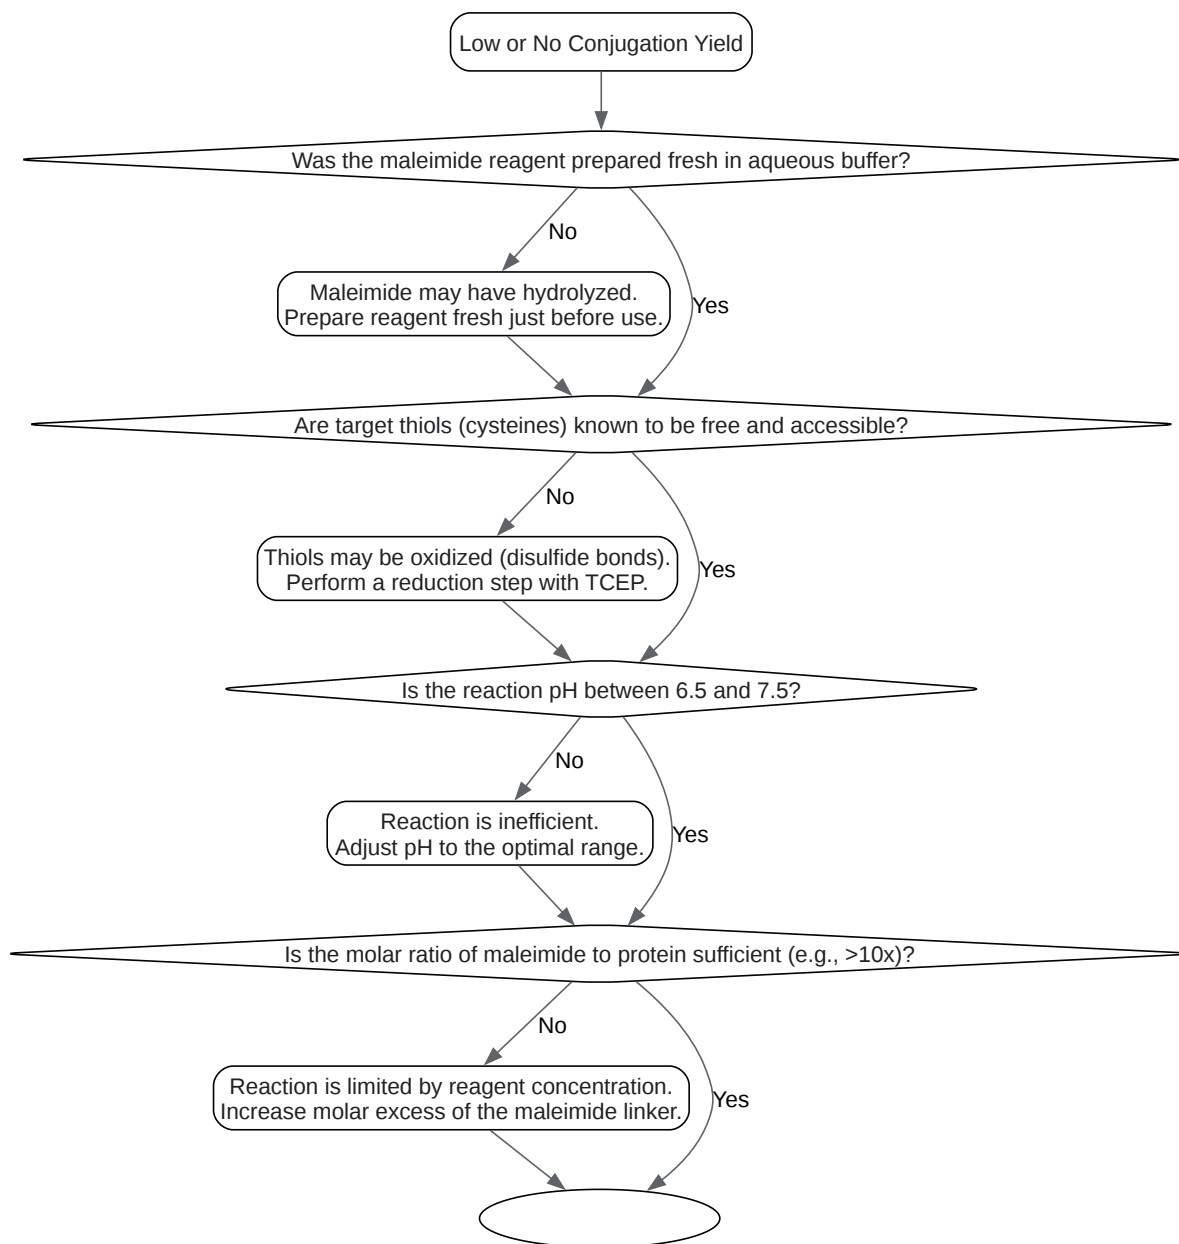 Low or No Conjugation Yield
Was the maleimide reagent prepared fresh in aqueous buffer?
No
Maleimide may have hydrolyzed.
Prepare reagent fresh just before use.
Yes
Are target thiols (cysteines) known to be free and accessible?
No
Thiols may be oxidized (disulfide bonds).
Perform a reduction step with TCEP.
Yes
Is the reaction pH between 6.5 and 7.5?
No
Reaction is inefficient.
Adjust pH to the optimal range.
Yes
Is the molar ratio of maleimide to protein sufficient (e.g., >10x)?
No
Reaction is limited by reagent concentration.
Increase molar excess of the maleimide linker.
Yes